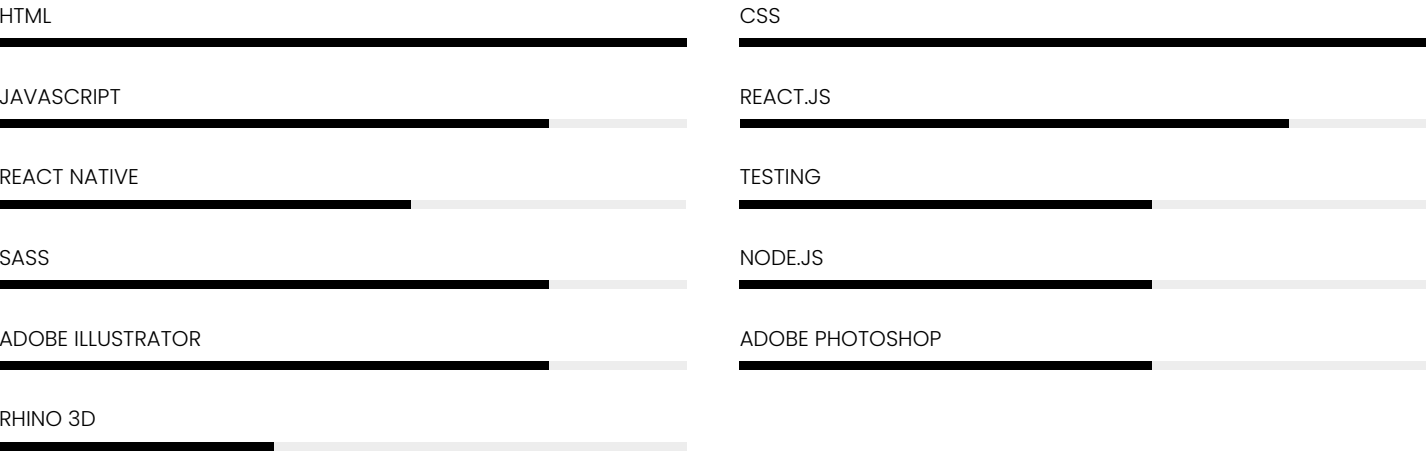 HTML
CSS
JAVASCRIPT
REACT.JS
REACT NATIVE
TESTING
SASS
NODE.JS
ADOBE ILLUSTRATOR
ADOBE PHOTOSHOP
RHINO 3D